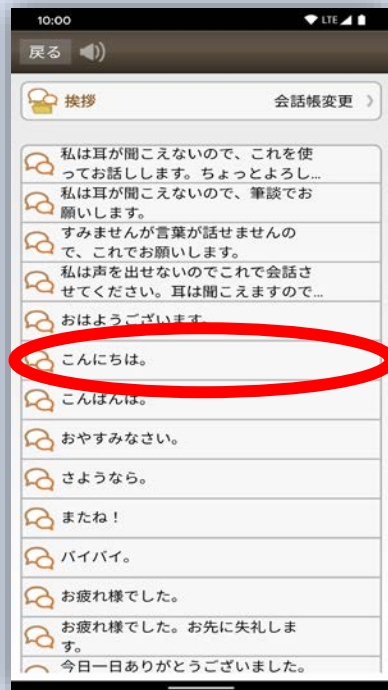 10:00 LTE
戻る
挨拶 会話帳変更
私は耳が聞こえないので、これを使
ってお話しします。ちょっとよろし...
私は耳が聞こえないので、筆談でお
願いします。
すみませんが言葉が話せませんの
で、これでお願いします。
私は声を出せないのでこれで会話さ
せてください。耳は聞こえますので...
おはようございます。
こんにちは。
こんばんは。
おやすみなさい。
さようなら。
またね！
バイバイ。
お疲れ様でした。
お疲れ様でした。お先に失礼しま
す。
今日一日ありがとうございました。